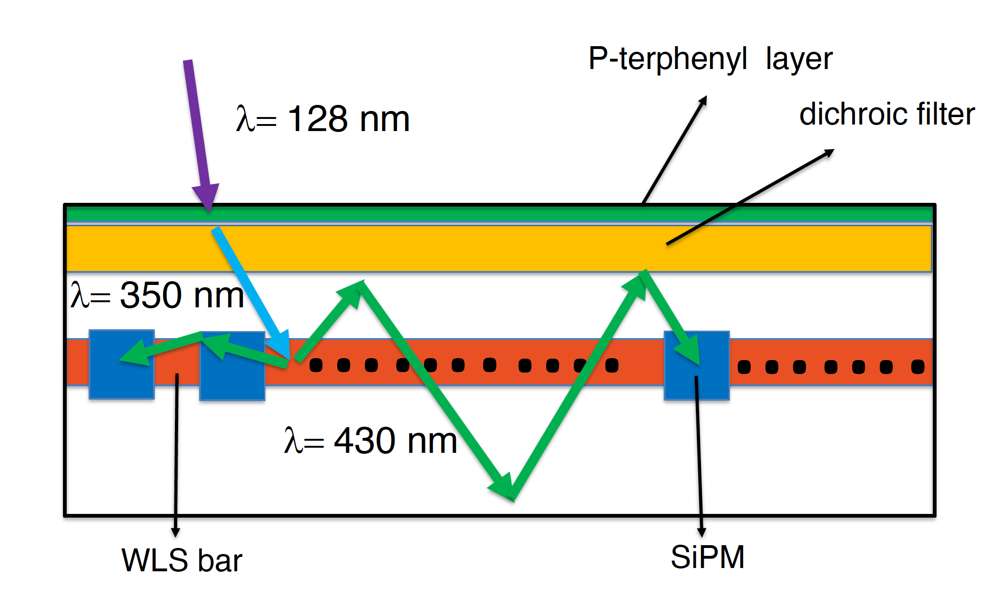 P-terphenyl layer
dichroic filter
λ= 128 nm
λ= 350 nm
λ= 430 nm
WLS bar
SiPM